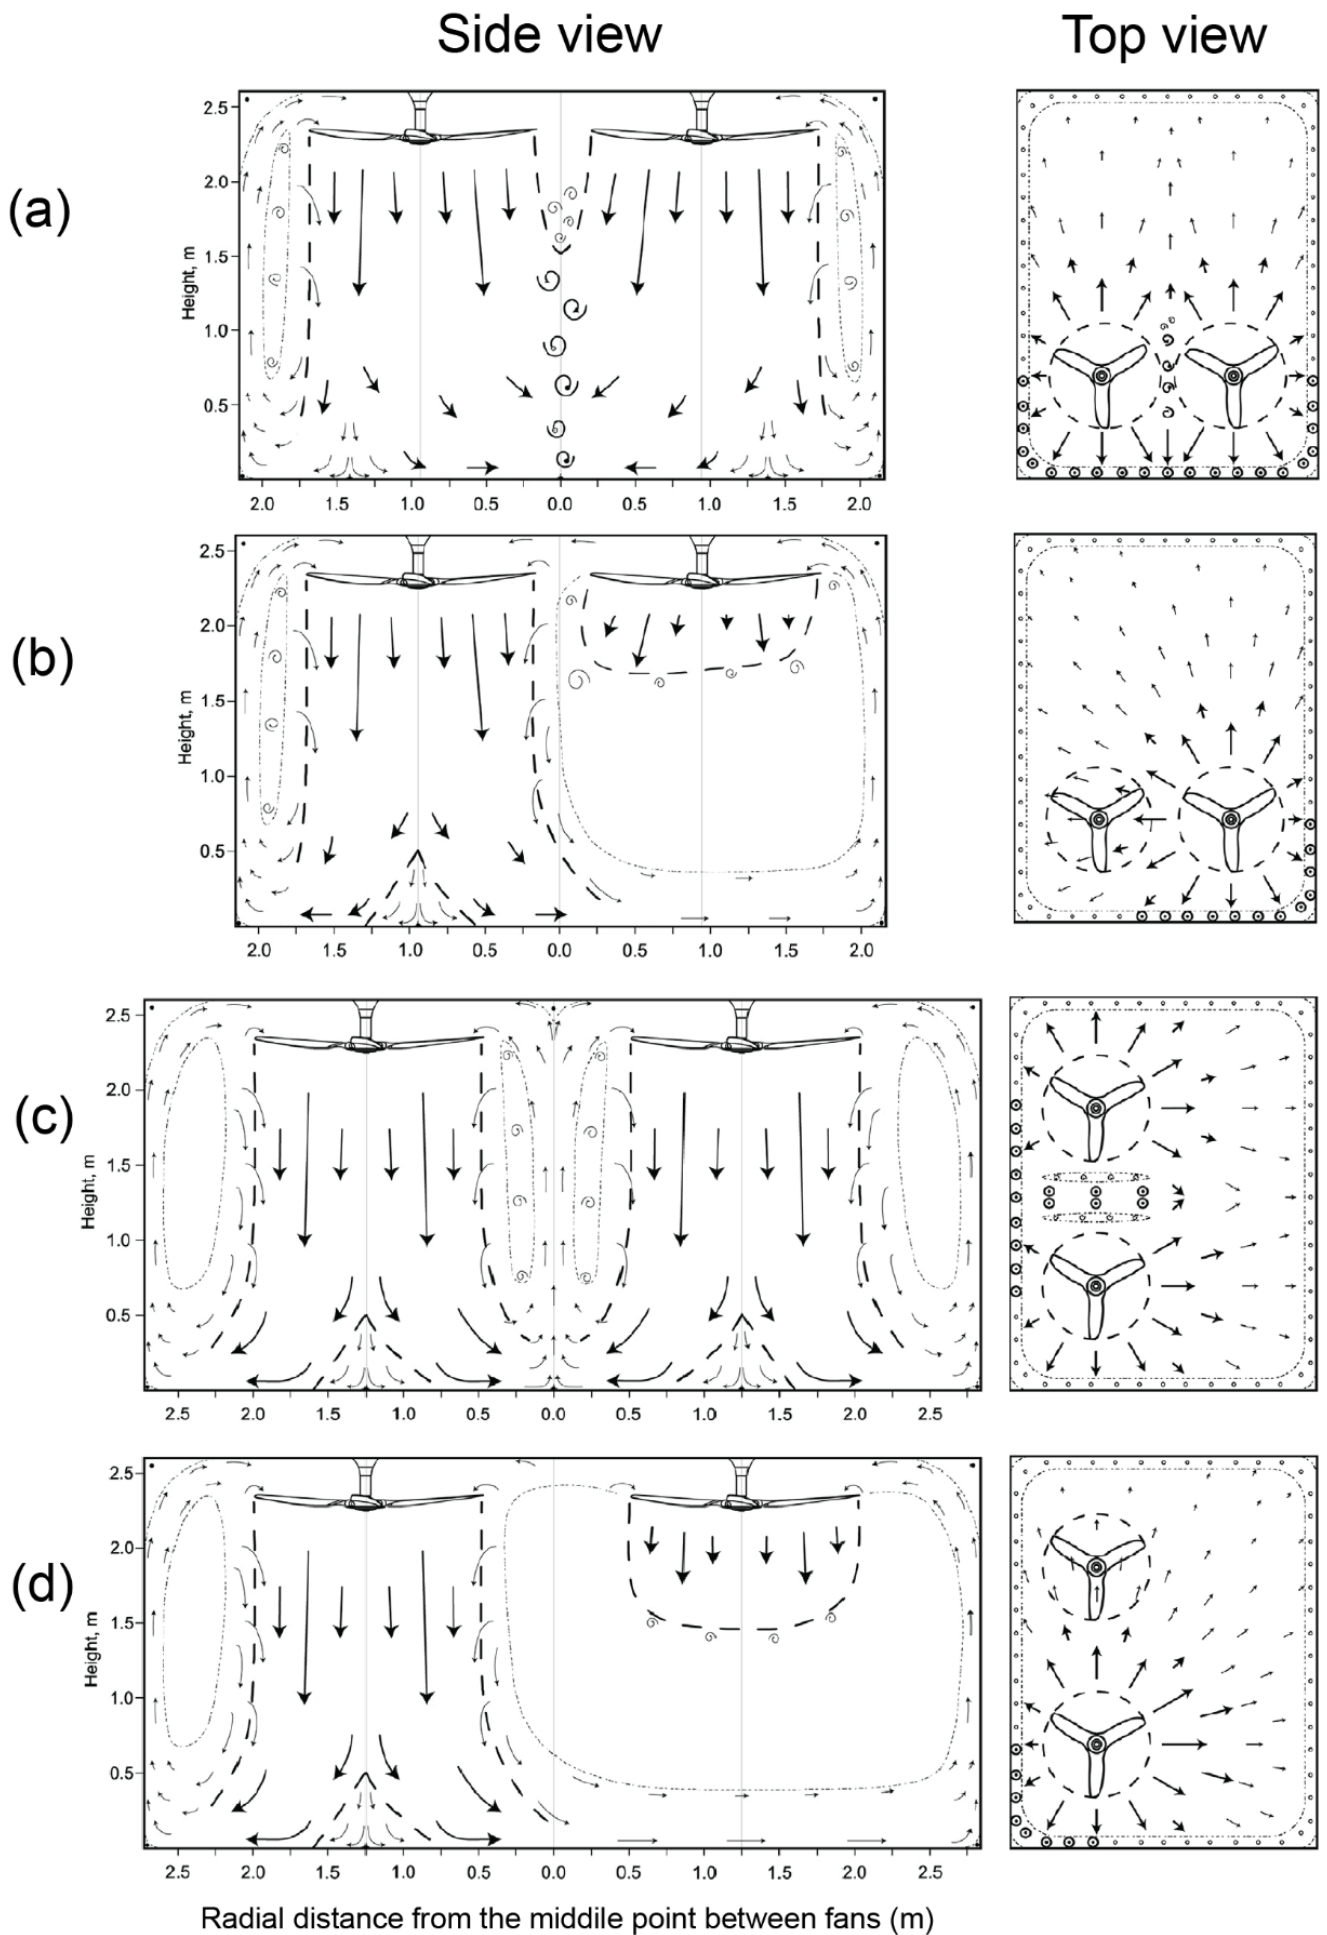 Side view
Top view
(a)
Height, m
2.5
2.0
1.5
1.0
0.5
2.0 1.5 1.0 0.5 0.0 0.5 1.0 1.5 2.0
(b)
Height, m
2.5
2.0
1.5
1.0
0.5
2.0 1.5 1.0 0.5 0.0 0.5 1.0 1.5 2.0
(c)
Height, m
2.5
2.0
1.5
1.0
0.5
2.5 2.0 1.5 1.0 0.5 0.0 0.5 1.0 1.5 2.0 2.5
(d)
Height, m
2.5
2.0
1.5
1.0
0.5
2.5 2.0 1.5 1.0 0.5 0.0 0.5 1.0 1.5 2.0 2.5
Radial distance from the middile point between fans (m)